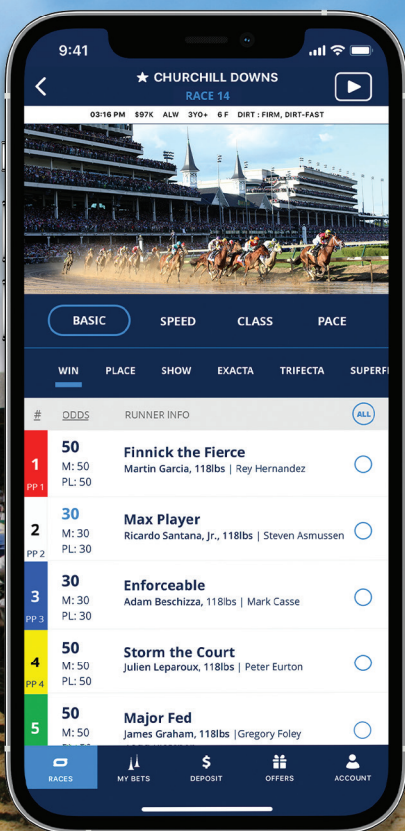 9:41
★ CHURCHILL DOWNS
RACE 14
03:16 PM $97K ALW 3YO+ 6 F DIRT : FIRM, DIRT-FAST
BASIC SPEED CLASS PACE
WIN PLACE SHOW EXACTA TRIFECTA SUPERFI
# ODDS RUNNER INFO ALL
1
PP 1
50
M: 50
PL: 50
Finnick the Fierce
Martin Garcia, 118lbs | Rey Hernandez
2
PP 2
30
M: 30
PL: 30
Max Player
Ricardo Santana, Jr., 118lbs | Steven Asmussen
3
PP 3
30
M: 30
PL: 30
Enforceable
Adam Beschizza, 118lbs | Mark Casse
4
PP 4
50
M: 50
PL: 50
Storm the Court
Julien Leparoux, 118lbs | Peter Eurton
5
50
M: 50
Major Fed
James Graham, 118lbs |Gregory Foley
RACES MY BETS DEPOSIT OFFERS ACCOUNT